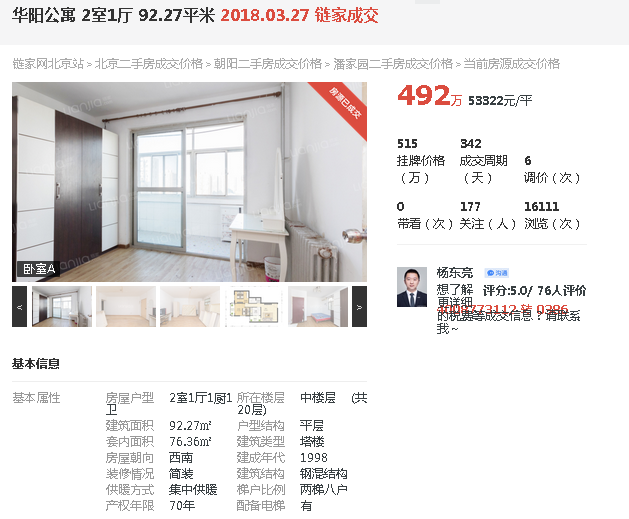 华阳公寓 2室1厅 92.27平米 2018.03.27 链家成交
链家网北京站 > 北京二手房成交价格 > 朝阳二手房成交价格 > 潘家园二手房成交价格 > 当前房源成交价格
房源已成交
卧室A
<
>
492万 53322元/平
515 342
挂牌价格 成交周期 6
（万） （天） 调价（次）
0 177 16111
带看（次） 关注（人） 浏览（次）
杨东亮 沟通
想了解 评分:5.0/ 76人评价
更详细
4008773112 转 0286
的税费等成交信息？请联系
我~
基本信息
基本属性 房屋户型 2室1厅1厨1 所在楼层 中楼层 (共
卫 20层)
建筑面积 92.27㎡ 户型结构 平层
套内面积 76.36㎡ 建筑类型 塔楼
房屋朝向 西南 建成年代 1998
装修情况 简装 建筑结构 钢混结构
供暖方式 集中供暖 梯户比例 两梯八户
产权年限 70年 配备电梯 有